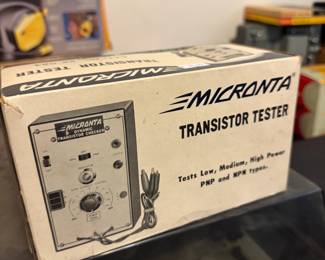 MICRONTA
TRANSISTOR TESTER
MICRONTA
TRANSISTOR TESTER
Tests Low, Medium, High Power
PNP and NPN types.
MICRONTA
DYNAMIC
TRANSISTOR CHECKER